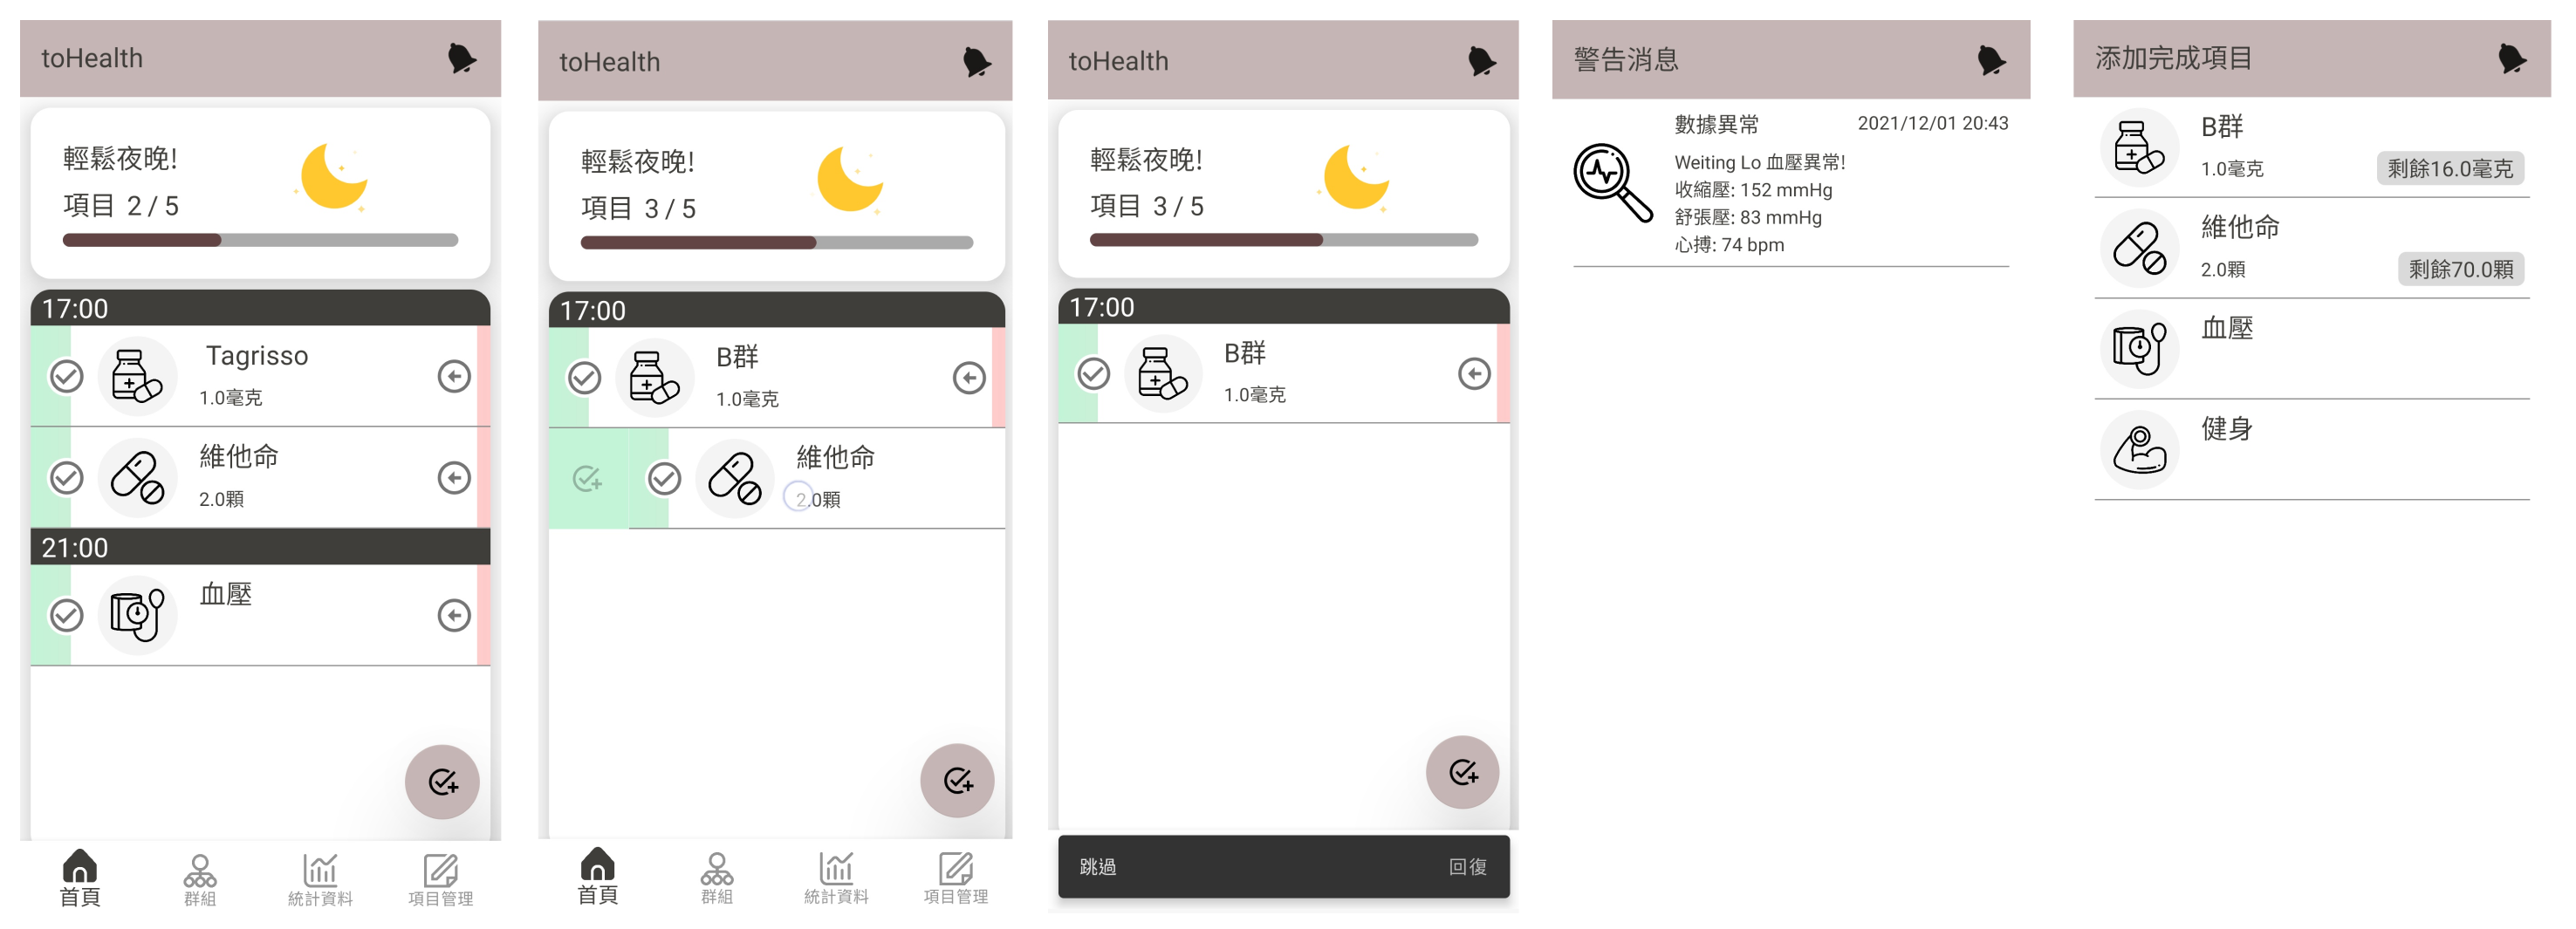 toHealth
輕鬆夜晚!
項目 2 / 5
17:00
Tagrisso
1.0毫克
維他命
2.0顆
21:00
血壓
首頁
群組
統計資料
項目管理
toHealth
輕鬆夜晚!
項目 3 / 5
17:00
B群
1.0毫克
維他命
2.0顆
首頁
群組
統計資料
項目管理
toHealth
輕鬆夜晚!
項目 3 / 5
17:00
B群
1.0毫克
跳過
回復
警告消息
數據異常
2021/12/01 20:43
Weiting Lo 血壓異常!
收縮壓: 152 mmHg
舒張壓: 83 mmHg
心搏: 74 bpm
添加完成項目
B群
1.0毫克
剩餘16.0毫克
維他命
2.0顆
剩餘70.0顆
血壓
健身